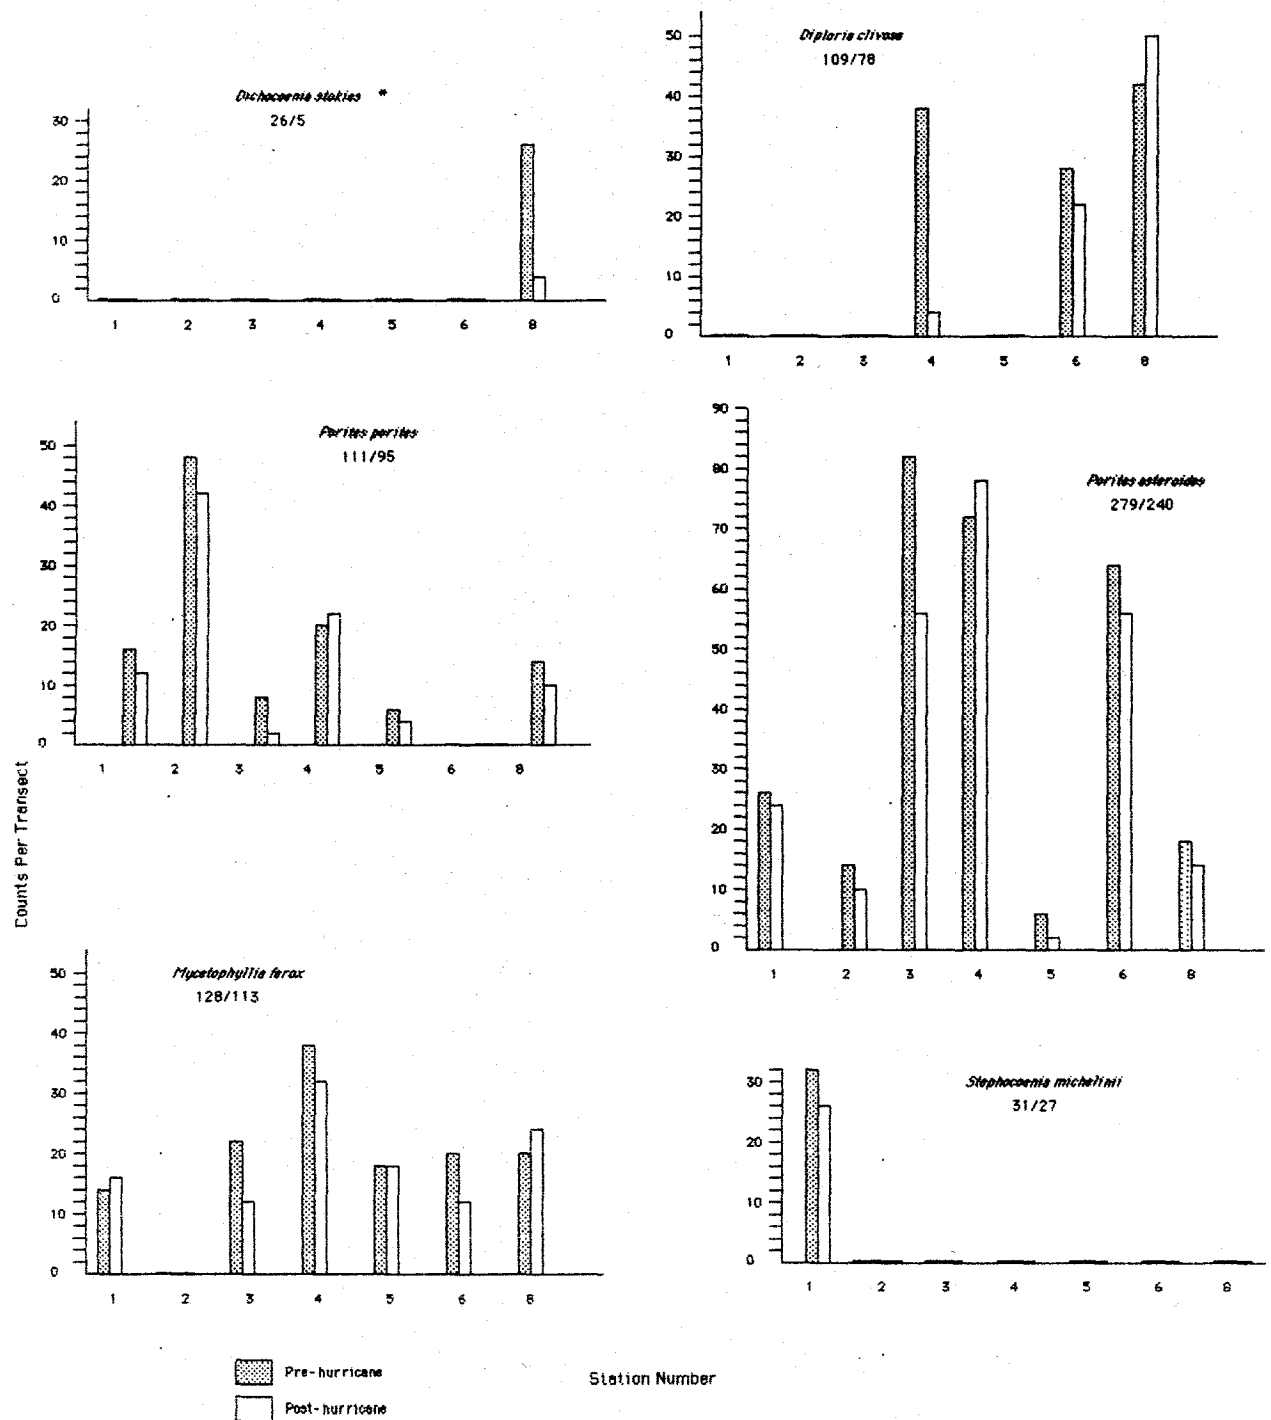 Dichocoenia stokies *
26/5
30
20
10
0
1 2 3 4 5 6 8
Diploria clivosa
109/78
50
40
30
20
10
0
1 2 3 4 5 6 8
Porites porites
111/95
50
40
30
20
10
0
1 2 3 4 5 6 8
Porites asteroides
279/240
90
80
70
60
50
40
30
20
10
0
1 2 3 4 5 6 8
Counts Per Transect
Mycetophyllia ferox
128/113
50
40
30
20
10
0
1 2 3 4 5 6 8
Stephocoenia michelinii
31/27
30
20
10
0
1 2 3 4 5 6 8
Pre-hurricane
Post-hurricane
Station Number